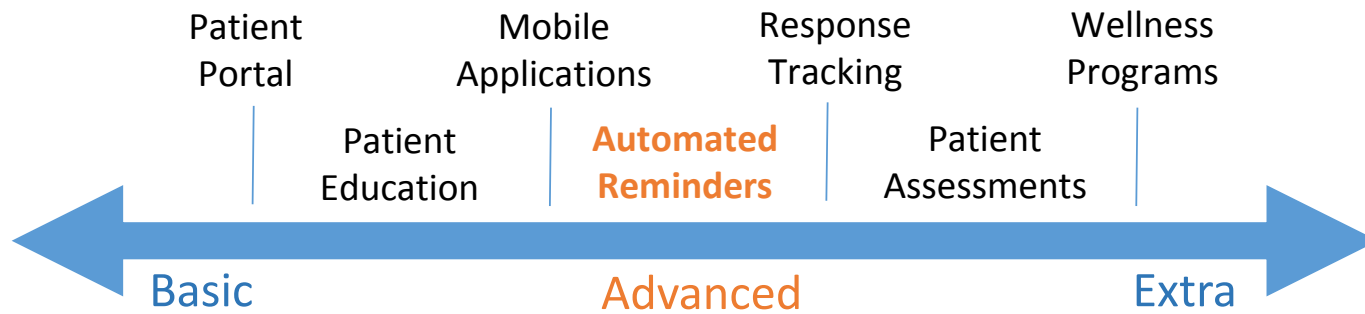 Patient
Portal
Mobile
Applications
Response
Tracking
Wellness
Programs
Patient
Education
Automated
Reminders
Patient
Assessments
Basic
Advanced
Extra